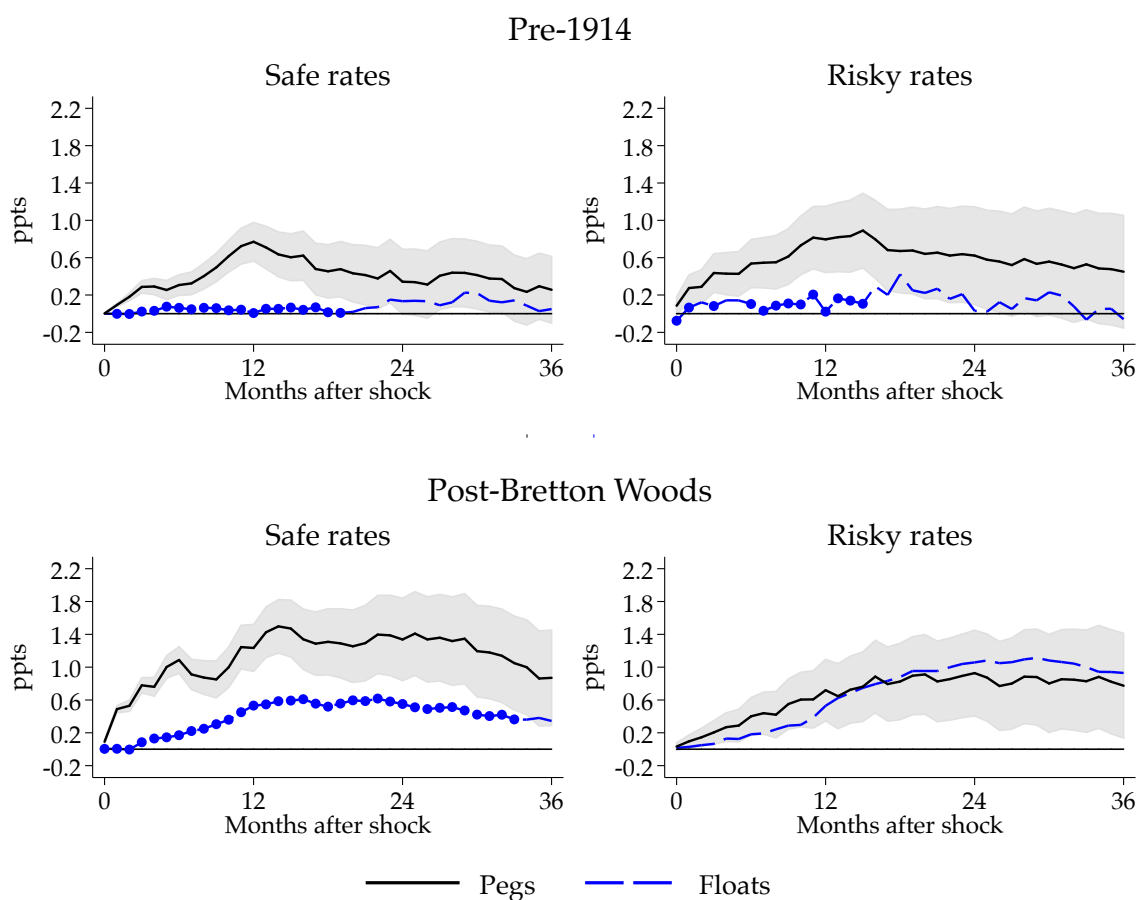 Pre-1914
Safe rates
2.2
1.8
1.4
1.0
0.6
0.2
-0.2
ppts
0 12 24 36
Months after shock
Risky rates
2.2
1.8
1.4
1.0
0.6
0.2
-0.2
ppts
0 12 24 36
Months after shock
Post-Bretton Woods
Safe rates
2.2
1.8
1.4
1.0
0.6
0.2
-0.2
ppts
0 12 24 36
Months after shock
Risky rates
2.2
1.8
1.4
1.0
0.6
0.2
-0.2
ppts
0 12 24 36
Months after shock
Pegs Floats